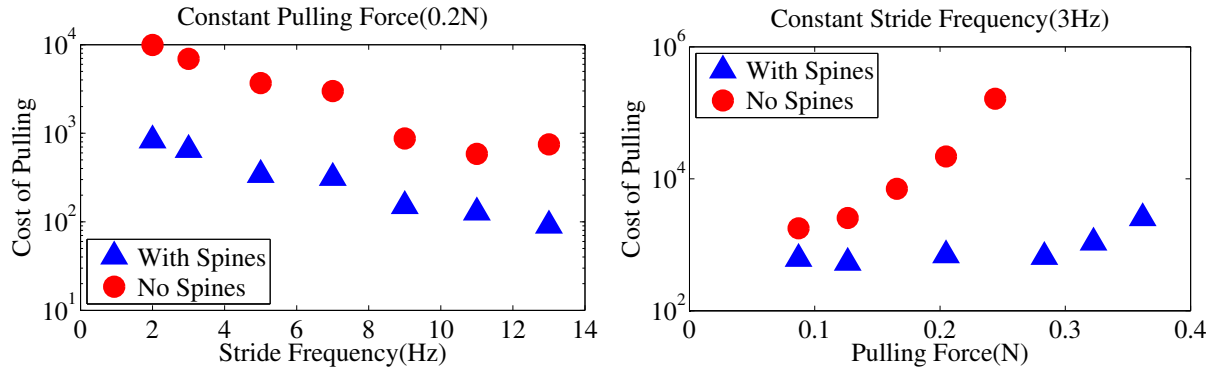 Constant Pulling Force(0.2N)
Cost of Pulling
10^4
10^3
10^2
10^1
With Spines
No Spines
0 2 4 6 8 10 12 14
Stride Frequency(Hz)
Constant Stride Frequency(3Hz)
Cost of Pulling
10^6
10^4
10^2
With Spines
No Spines
0 0.1 0.2 0.3 0.4
Pulling Force(N)